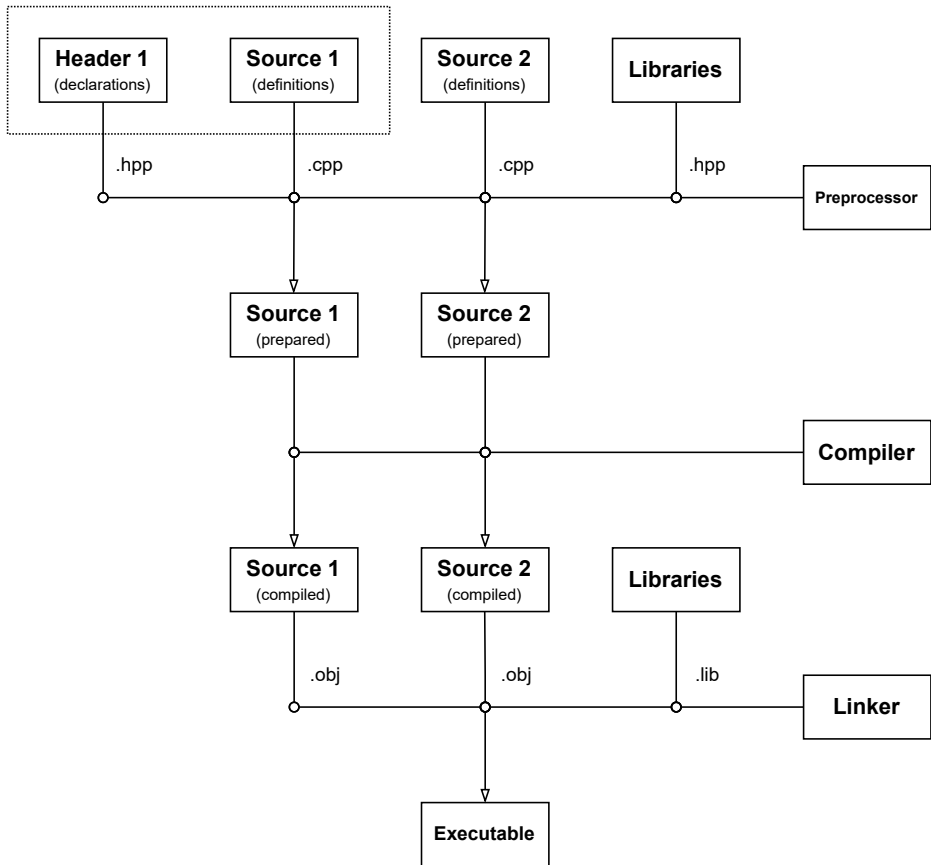 Header 1
(declarations)
Source 1
(definitions)
Source 2
(definitions)
Libraries
.hpp
.cpp
.cpp
.hpp
Preprocessor
Source 1
(prepared)
Source 2
(prepared)
Compiler
Source 1
(compiled)
Source 2
(compiled)
Libraries
.obj
.obj
.lib
Linker
Executable